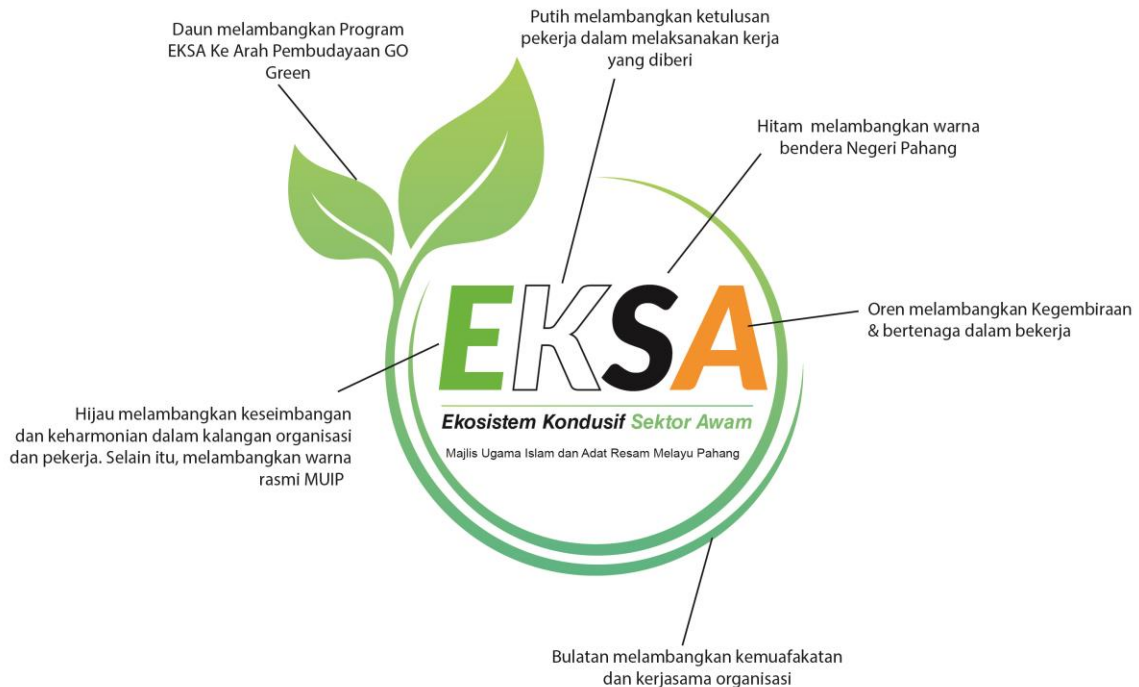 Daun melambangkan Program
EKSA Ke Arah Pembudayaan GO
Green
Putih melambangkan ketulusan
pekerja dalam melaksanakan kerja
yang diberi
Hitam  melambangkan warna
bendera Negeri Pahang
EKSA
Oren melambangkan Kegembiraan
& bertenaga dalam bekerja
Ekosistem Kondusif Sektor Awam
Majlis Ugama Islam dan Adat Resam Melayu Pahang
Hijau melambangkan keseimbangan
dan keharmonian dalam kalangan organisasi
dan pekerja. Selain itu, melambangkan warna
rasmi MUIP
Bulatan melambangkan kemuafakatan
dan kerjasama organisasi